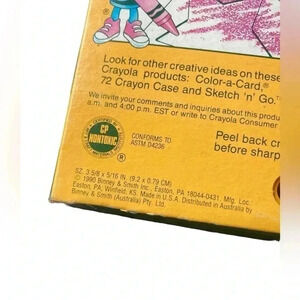 Look for other creative ideas on these
Crayola products: Color-a-Card,®
72 Crayon Case and Sketch 'n' Go.™
We invite your comments and inquiries about this produc
a.m. and 4:00 p.m. EST or write to Crayola Consumer
Peel back cr
before sharp
CP
NONTOXIC
®
CONFORMS TO
ASTM D4236
SZ. 3 5/8 x 5/16 IN. (9.2 x 0.79 CM)
© 1990 Binney & Smith Inc., Easton, PA 18044-0431, Mfg. Loc.
Easton, PA, Winfield, KS. Made in U.S.A. Distributed in Australia by
Binney & Smith (Australia) Pty. Ltd.